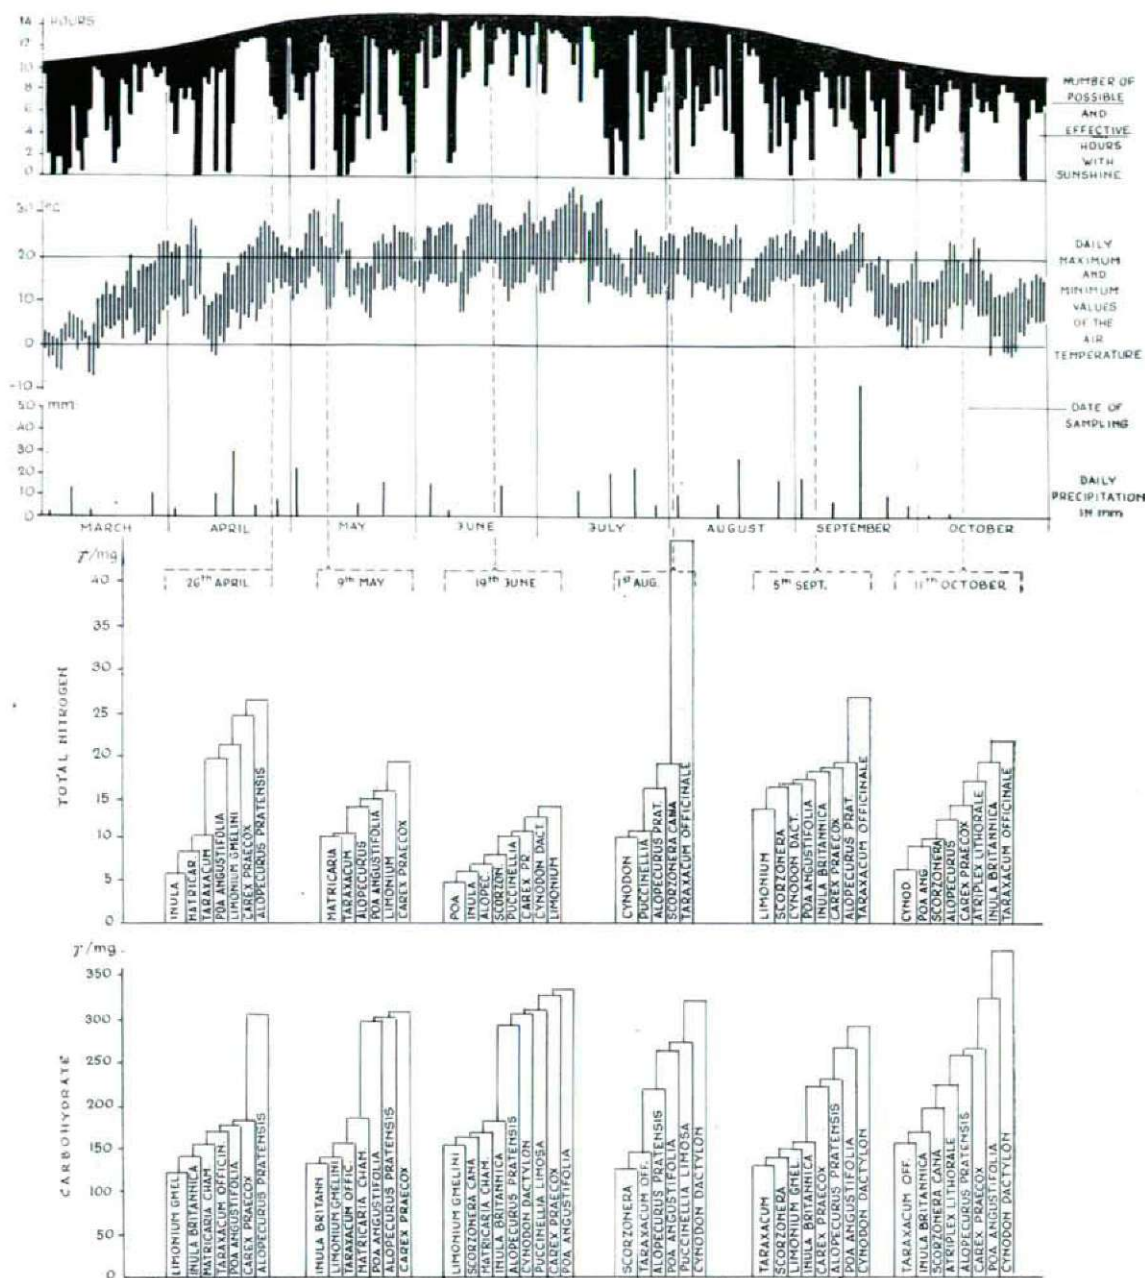 HOURS
14
12
10
8
6
4
2
0
NUMBER OF
POSSIBLE
AND
EFFECTIVE
HOURS
WITH
SUNSHINE
30 °C
20
10
0
-10
DAILY
MAXIMUM
AND
MINIMUM
VALUES
OF THE
AIR
TEMPERATURE
50 mm
40
30
20
10
0
DATE OF
SAMPLING
DAILY
PRECIPITATION
IN mm
MARCH
APRIL
MAY
JUNE
JULY
AUGUST
SEPTEMBER
OCTOBER
γ/mg
26th APRIL
9th MAY
19th JUNE
1st AUG.
5th SEPT.
11th OCTOBER
TOTAL NITROGEN
40
35
30
25
20
15
10
5
0
INULA
MATRICAR.
TARAXACUM
POA ANGUSTIFOLIA
LIMONIUM GMELINI
CAREX PRAECOX
ALOPECURUS PRATENSIS
MATRICARIA
TARAXACUM
ALOPECURUS
POA ANGUSTIFOLIA
LIMONIUM
CAREX PRAECOX
POA
INULA
ALOPEC.
SCORZON.
PUCCINELLIA
CAREX PR.
CYNODON DACT.
LIMONIUM
CYNODON
PUCCINELLIA
ALOPECURUS PRAT.
SCORZONERA CANA
TARAXACUM OFFICINALE
LIMONIUM
SCORZONERA
CYNODON DACT.
POA ANGUSTIFOLIA
INULA BRITANNICA
CAREX PRAECOX
ALOPECURUS PRAT.
TARAXACUM OFFICINALE
CYNOD.
POA ANG
SCORZONERA
ALOPECURUS
CAREX PRAECOX
ATRIPLEX LITHORALE
INULA BRITANNICA
TARAXACUM OFFICINALE
γ/mg
CARBOHYDRATE
350
300
250
200
150
100
50
0
LIMONIUM GMEL.
INULA BRITANNICA
MATRICARIA CHAM.
TARAXACUM OFFICIN.
POA ANGUSTIFOLIA
CAREX PRAECOX
ALOPECURUS PRATENSIS
INULA BRITANN
LIMONIUM GMELINI
TARAXACUM OFFIC.
MATRICARIA CHAM.
POA ANGUSTIFOLIA
ALOPECURUS PRATENSIS
CAREX PRAECOX
LIMONIUM GMELINI
SCORZONERA CANA
MATRICARIA CHAM.
INULA BRITANNICA
ALOPECURUS PRATENSIS
CYNODON DACTYLON
PUCCINELLIA LIMOSA
CAREX PRAECOX
POA ANGUSTIFOLIA
SCORZONERA
TARAXACUM OFF.
ALOPECURUS PRATENSIS
POA ANGUSTIFOLIA
PUCCINELLIA LIMOSA
CYNODON DACTYLON
TARAXACUM
SCORZONERA
LIMONIUM GMEL.
INULA BRITANNICA
CAREX PRAECOX
ALOPECURUS PRATENSIS
POA ANGUSTIFOLIA
CYNODON DACTYLON
TARAXACUM OFF.
INULA BRITANNICA
SCORZONERA CANA
ATRIPLEX LITHORALE
ALOPECURUS PRATENSIS
CAREX PRAECOX
POA ANGUSTIFOLIA
CYNODON DACTYLON